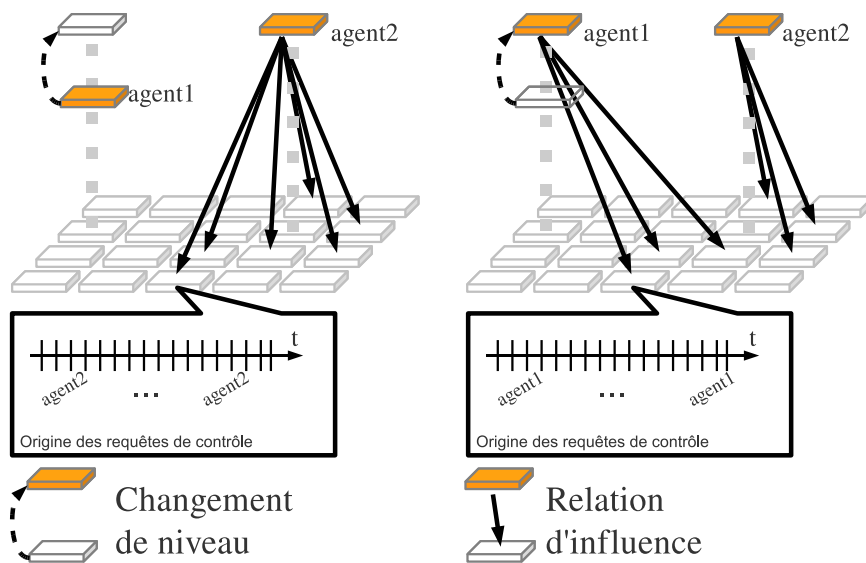 agent2
agent1
t
agent2
...
agent2
Origine des requêtes de contrôle
agent1
agent2
t
agent1
...
agent1
Origine des requêtes de contrôle
Changement
de niveau
Relation
d'influence